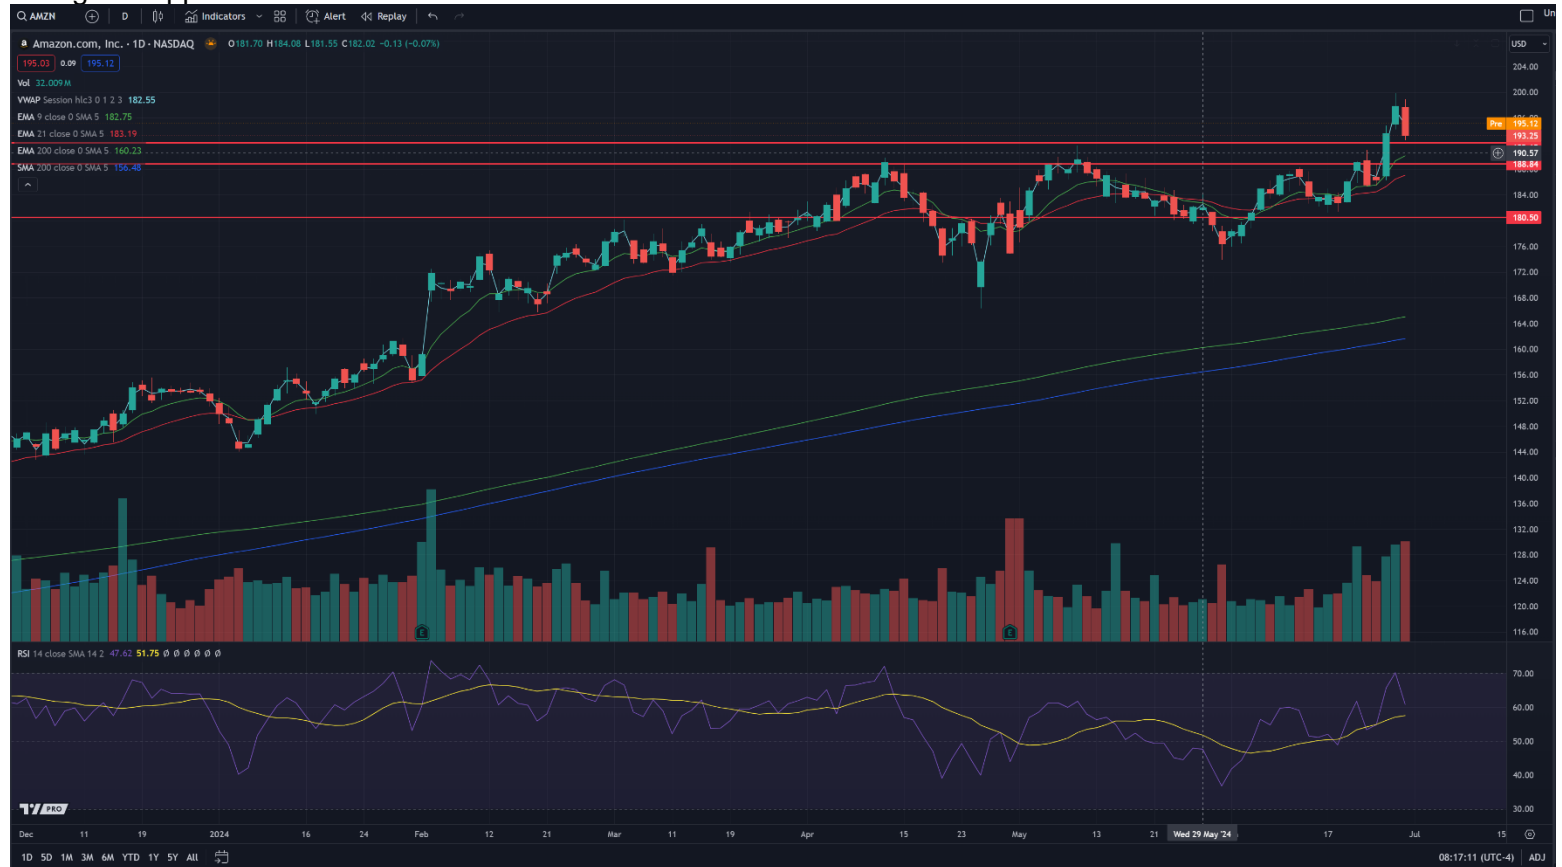 AMZN D Indicators Alert Replay Un
a Amazon.com, Inc. · 1D · NASDAQ O181.70 H184.08 L181.55 C182.02 −0.13 (−0.07%) USD
195.03 0.09 195.12
Vol 32.009 M
VWAP Session hlc3 0 1 2 3 182.55
EMA 9 close 0 SMA 5 182.75
EMA 21 close 0 SMA 5 183.19
EMA 200 close 0 SMA 5 160.23
SMA 200 close 0 SMA 5 156.48
204.00
200.00
Pre 195.12
193.25
190.57
188.84
184.00
180.50
176.00
172.00
168.00
164.00
160.00
156.00
152.00
148.00
144.00
140.00
136.00
132.00
128.00
124.00
120.00
116.00
E E
RSI 14 close SMA 14 2 47.62 51.75 Ø Ø Ø Ø Ø Ø
70.00
60.00
50.00
40.00
30.00
TV PRO
Dec 11 19 2024 16 24 Feb 12 21 Mar 11 19 Apr 15 23 May 13 21 Wed 29 May '24 17 Jul 15
1D 5D 1M 3M 6M YTD 1Y 5Y All 08:17:11 (UTC-4) ADJ